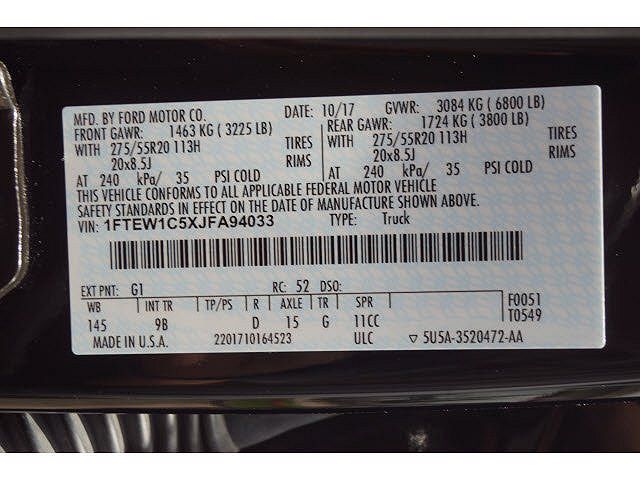 MFD. BY FORD MOTOR CO. DATE: 10/17 GVWR: 3084 KG ( 6800 LB)
FRONT GAWR: 1463 KG ( 3225 LB) REAR GAWR: 1724 KG ( 3800 LB)
WITH 275/55R20 113H TIRES WITH 275/55R20 113H TIRES
20x8.5J RIMS 20x8.5J RIMS
AT 240 kPa/ 35 PSI COLD AT 240 kPa/ 35 PSI COLD
THIS VEHICLE CONFORMS TO ALL APPLICABLE FEDERAL MOTOR VEHICLE
SAFETY STANDARDS IN EFFECT ON THE DATE OF MANUFACTURE SHOWN ABOVE.
VIN: 1FTEW1C5XJFA94033 TYPE: Truck
EXT PNT: G1 RC: 52 DSO:
WB INT TR TP/PS R AXLE TR SPR F0051
145 9B D 15 G 11CC T0549
MADE IN U.S.A. 2201710164523 ULC ▽ 5U5A-3520472-AA